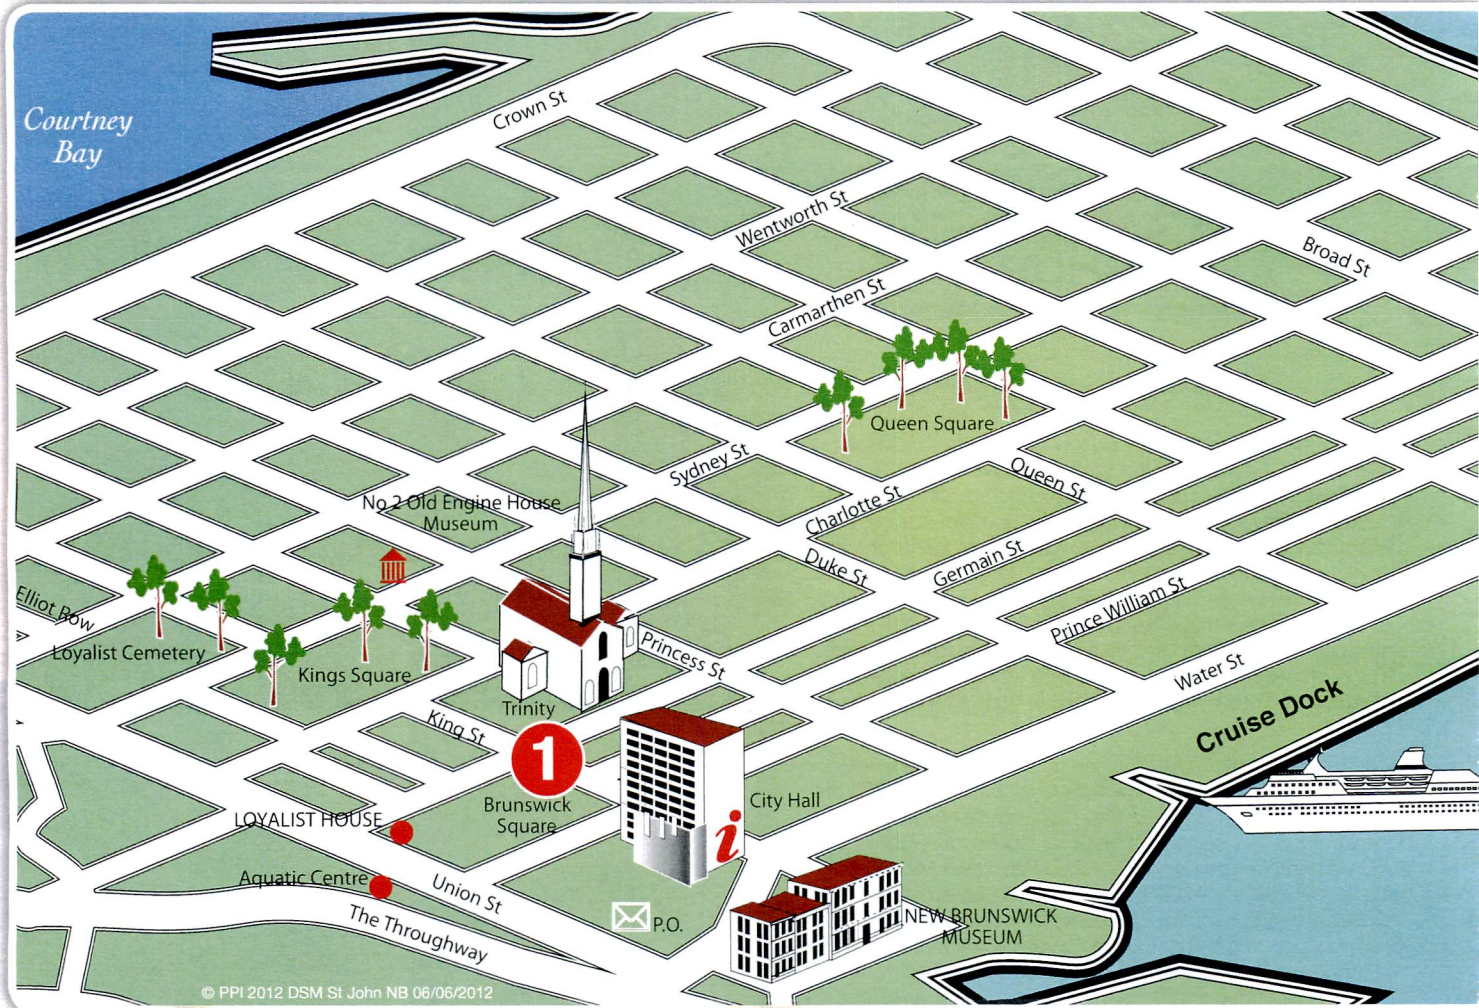 Courtney
Bay
Crown St
Wentworth St
Broad St
Carmarthen St
Queen Square
Sydney St
Queen St
Charlotte St
No 2 Old Engine House
Museum
Duke St
Germain St
Elliot Row
Prince William St
Loyalist Cemetery
Kings Square
Princess St
Water St
Trinity
King St
Cruise Dock
1
Brunswick
Square
City Hall
i
LOYALIST HOUSE
Aquatic Centre
Union St
The Throughway
P.O.
NEW BRUNSWICK
MUSEUM
© PPI 2012 DSM St John NB 06/06/2012